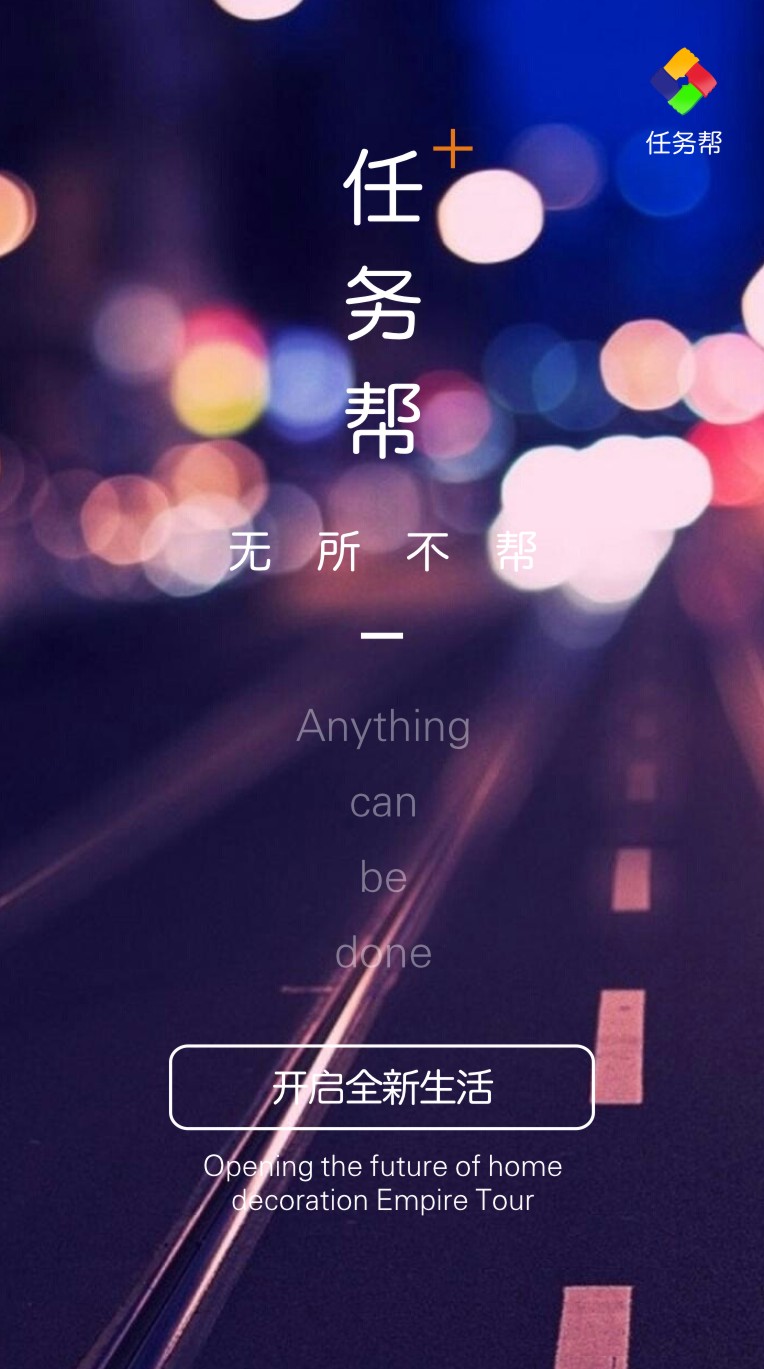 任务帮
任+
务
帮
无所不帮
Anything
can
be
done
开启全新生活
Opening the future of home
decoration Empire Tour